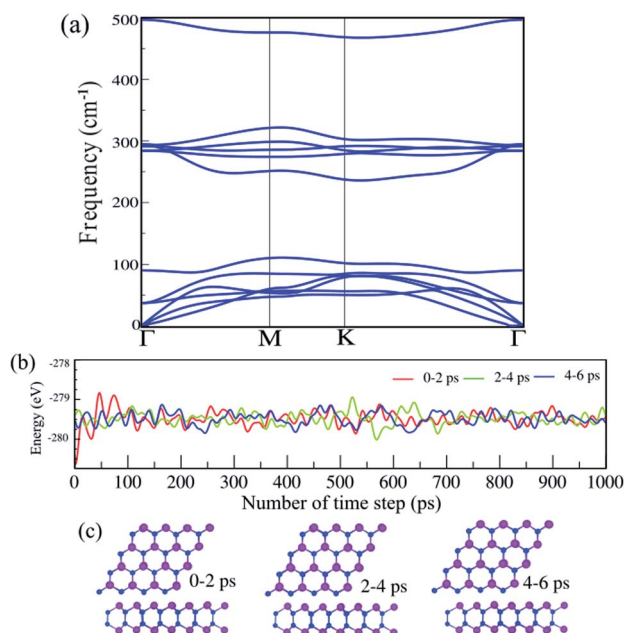 (a)
500
400
300
200
100
0
Frequency (cm⁻¹)
Γ M K Γ
(b)
-278
-279
-280
Energy (eV)
0-2 ps 2-4 ps 4-6 ps
0 100 200 300 400 500 600 700 800 900 1000
Number of time step (ps)
(c)
0-2 ps 2-4 ps 4-6 ps